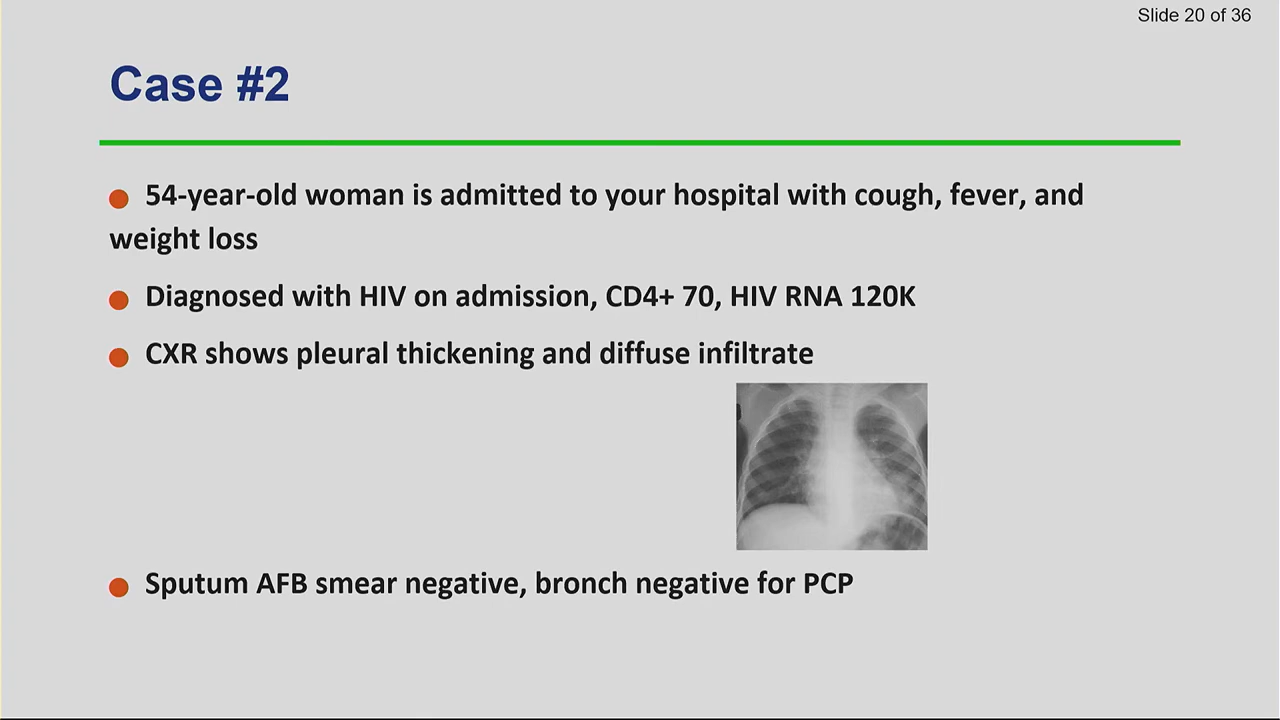 Slide 20 of 36
Case #2
54-year-old woman is admitted to your hospital with cough, fever, and
weight loss
Diagnosed with HIV on admission, CD4+ 70, HIV RNA 120K
CXR shows pleural thickening and diffuse infiltrate
Sputum AFB smear negative, bronch negative for PCP